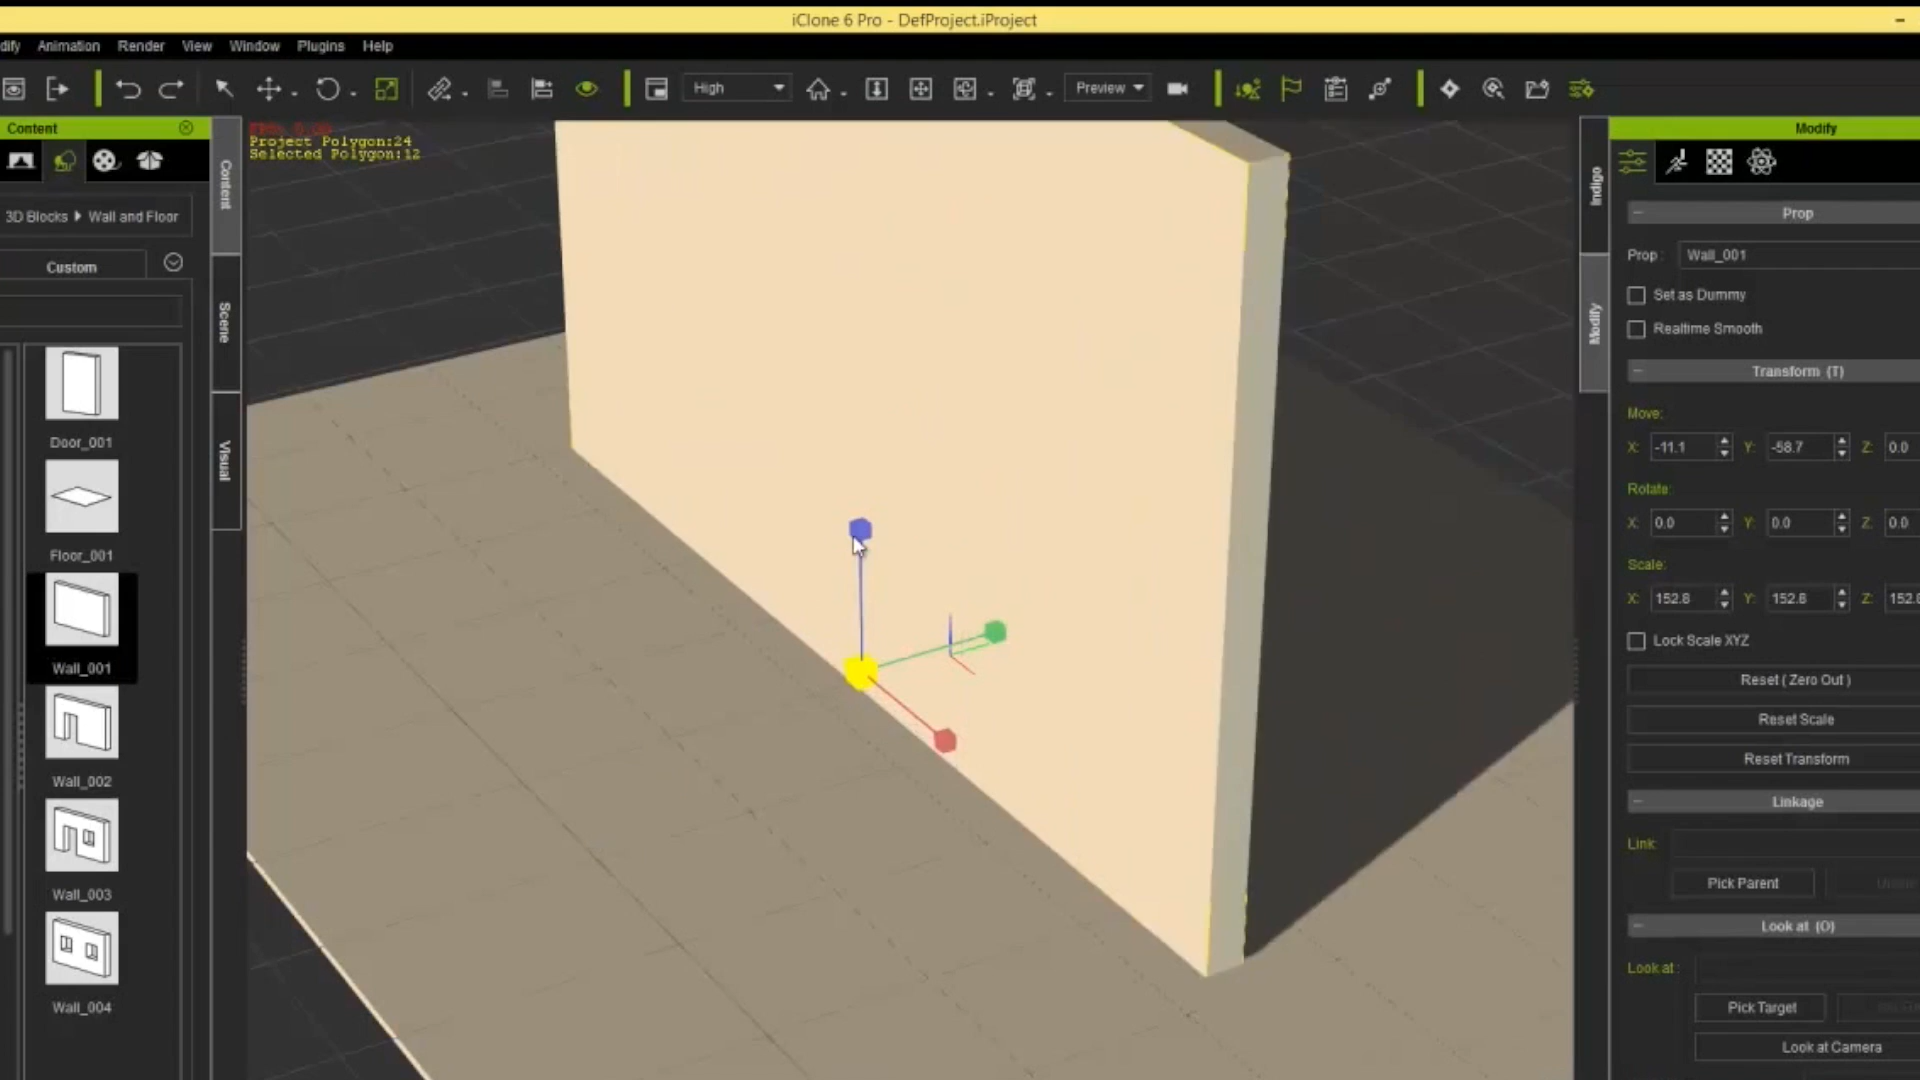 iClone 6 Pro - DefProject.iProject
dify Animation Render View Window Plugins Help
High Preview
Content
Project Polygon:24
Selected Polygon:12
Modify
Content
Scene
Visual
Indigo
Modify
3D Blocks Wall and Floor
Custom
Door_001
Floor_001
Wall_001
Wall_002
Wall_003
Wall_004
Prop
Prop : Wall_001
Set as Dummy
Realtime Smooth
Transform (T)
Move:
X: -11.1 Y: -58.7 Z: 0.0
Rotate:
X: 0.0 Y: 0.0 Z: 0.0
Scale:
X: 152.8 Y: 152.8 Z: 152.8
Lock Scale XYZ
Reset ( Zero Out )
Reset Scale
Reset Transform
Linkage
Link:
Pick Parent
Look at (O)
Look at :
Pick Target
Look at Camera